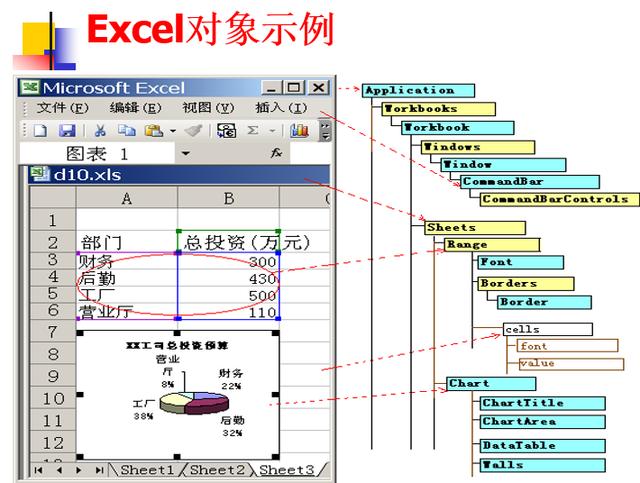 Excel对象示例
Microsoft Excel
文件(F) 编辑(E) 视图(V) 插入(I)
图表 1
fx
d10.xls
A B
1
2 部门 总投资(万元)
3 财务 300
4 后勤 430
5 工厂 500
6 营业厅 110
7
8
9
10
11
12
XX工司总投资预算
营业
厅
8%
财务
22%
工厂
38%
后勤
32%
Sheet1 Sheet2 Sheet3
Application
Workbooks
Workbook
Windows
Window
CommandBar
CommandBarControls
Sheets
Range
Font
Borders
Border
cells
font
value
Chart
ChartTitle
ChartArea
DataTable
Walls